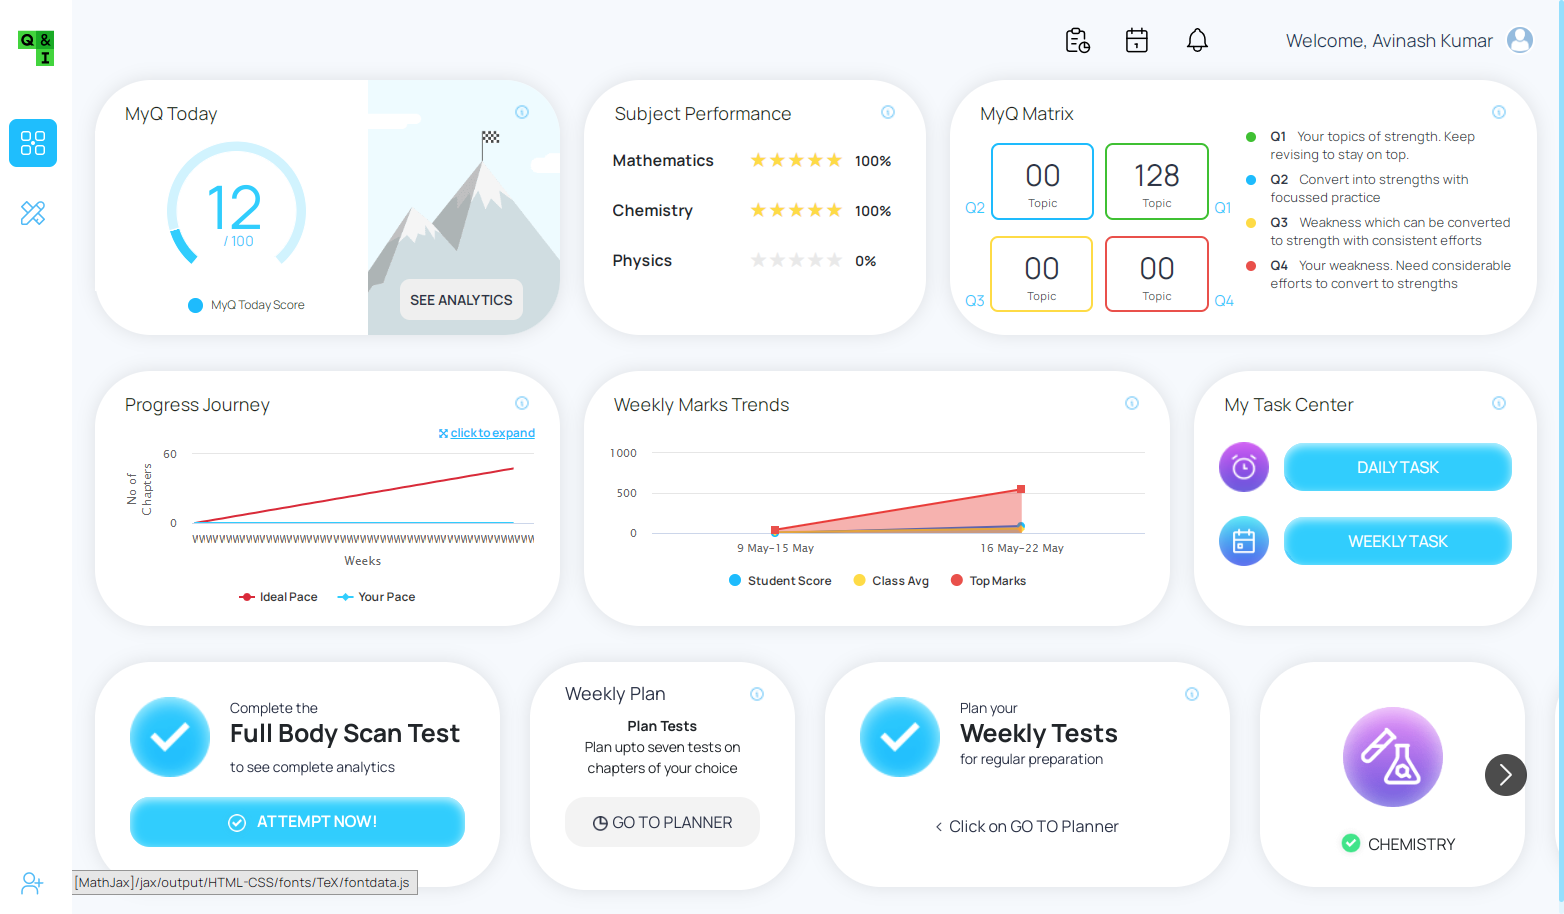 Q &
I
Welcome, Avinash Kumar
MyQ Today
12
/ 100
MyQ Today Score
SEE ANALYTICS
Subject Performance
Mathematics 100%
Chemistry 100%
Physics 0%
MyQ Matrix
Q2
00
Topic
128
Topic
Q1
Q3
00
Topic
00
Topic
Q4
Q1 Your topics of strength. Keep
revising to stay on top.
Q2 Convert into strengths with
focussed practice
Q3 Weakness which can be converted
to strength with consistent efforts
Q4 Your weakness. Need considerable
efforts to convert to strengths
Progress Journey
click to expand
No of
Chapters
60
0
Weeks
Ideal Pace Your Pace
Weekly Marks Trends
1000
500
0
9 May-15 May 16 May-22 May
Student Score Class Avg Top Marks
My Task Center
DAILY TASK
WEEKLY TASK
Complete the
Full Body Scan Test
to see complete analytics
ATTEMPT NOW!
Weekly Plan
Plan Tests
Plan upto seven tests on
chapters of your choice
GO TO PLANNER
Plan your
Weekly Tests
for regular preparation
< Click on GO TO Planner
CHEMISTRY
[MathJax]/jax/output/HTML-CSS/fonts/TeX/fontdata.js